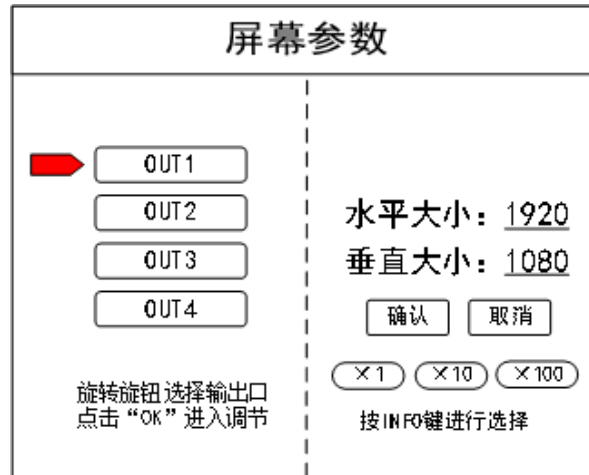 屏幕参数
OUT1
OUT2
OUT3
OUT4
旋转旋钮选择输出口
点击“OK”进入调节
水平大小：1920
垂直大小：1080
确认 取消
×1 ×10 ×100
按INFO键进行选择